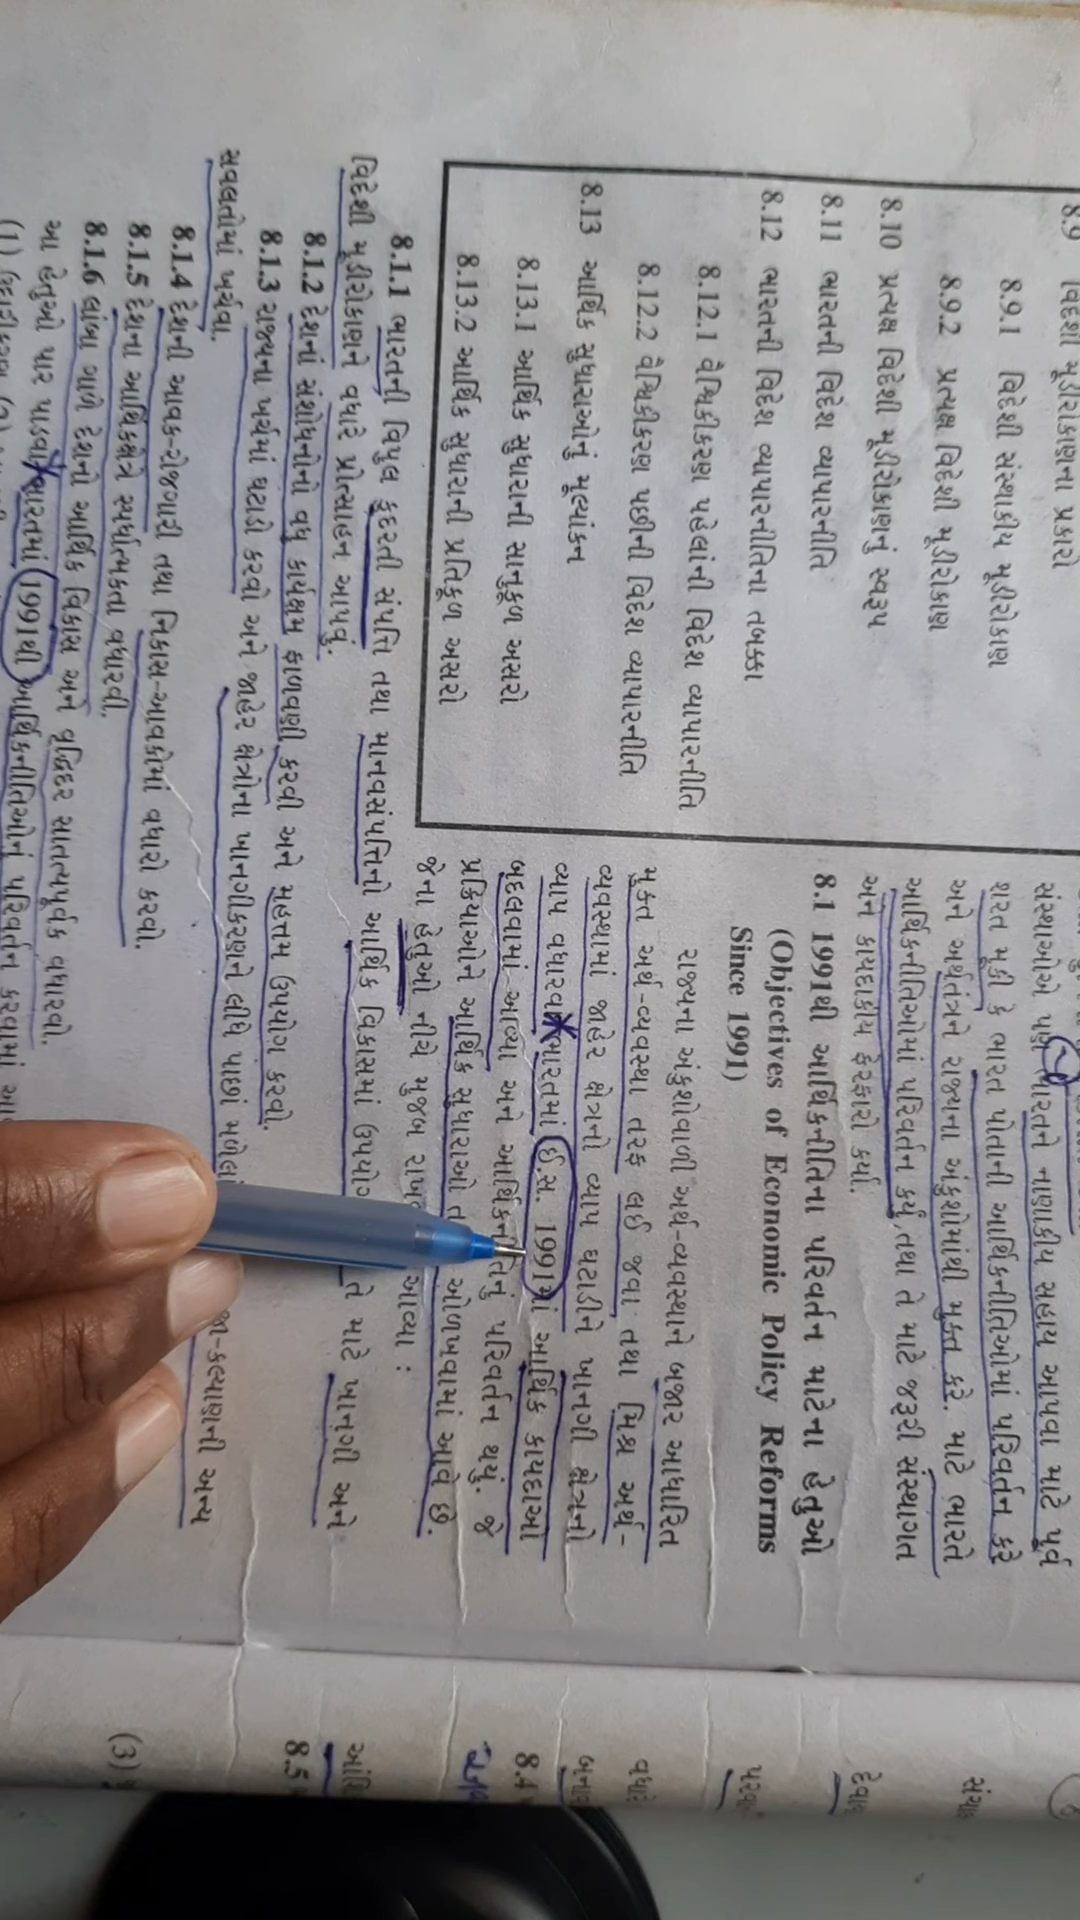 8.9 વિદેશી મૂડીરોકાણના પ્રકારો
8.9.1 વિદેશી સંસ્થાકીય મૂડીરોકાણ
8.9.2 પ્રત્યક્ષ વિદેશી મૂડીરોકાણ
8.10 પ્રત્યક્ષ વિદેશી મૂડીરોકાણનું સ્વરૂપ
8.11 ભારતની વિદેશ વ્યાપારનીતિ
8.12 ભારતની વિદેશ વ્યાપારનીતિના તબક્કા
8.12.1 વૈશ્વિકીકરણ પહેલાંની વિદેશ વ્યાપારનીતિ
8.12.2 વૈશ્વિકીકરણ પછીની વિદેશ વ્યાપારનીતિ
8.13 આર્થિક સુધારાઓનું મૂલ્યાંકન
8.13.1 આર્થિક સુધારાની સાનુકૂળ અસરો
8.13.2 આર્થિક સુધારાની પ્રતિકૂળ અસરો
સંસ્થાઓએ પણ ભારતને નાણાકીય સહાય આપવા માટે પૂર્વ
શરત મૂકી કે ભારત પોતાની આર્થિકનીતિઓમાં પરિવર્તન કરે
અને અર્થતંત્રને રાજ્યના અંકુશોમાંથી મુક્ત કરે. માટે ભારતે
આર્થિકનીતિઓમાં પરિવર્તન કર્યું, તથા તે માટે જરૂરી સંસ્થાગત
અને કાયદાકીય ફેરફારો કર્યા.
8.1 1991થી આર્થિકનીતિના પરિવર્તન માટેના હેતુઓ
(Objectives of Economic Policy Reforms
Since 1991)
રાજ્યના અંકુશોવાળી અર્થ-વ્યવસ્થાને બજાર આધારિત
મુક્ત અર્થ-વ્યવસ્થા તરફ લઈ જવા તથા મિશ્ર અર્થ-
વ્યવસ્થામાં જાહેર ક્ષેત્રનો વ્યાપ ઘટાડીને ખાનગી ક્ષેત્રનો
વ્યાપ વધારવા ભારતમાં ઈ.સ. 1991માં આર્થિક કાયદાઓ
બદલવામાં આવ્યા અને આર્થિકનીતિનું પરિવર્તન થયું. જે
પ્રક્રિયાઓને આર્થિક સુધારાઓ ઓળખવામાં આવે છે.
જેના હેતુઓ નીચે મુજબ આવ્યા :
8.1.1 ભારતની વિપુલ કુદરતી સંપત્તિ તથા માનવસંપત્તિનો આર્થિક વિકાસમાં તે માટે ખાનગી અને
વિદેશી મૂડીરોકાણને વધારે પ્રોત્સાહન આપવું.
8.1.2 દેશનાં સંશોધનોનો વધુ કાર્યક્ષમ ફાળવણી કરવી અને મહત્તમ ઉપયોગ કરવો.
8.1.3 રાજ્યના ખર્ચમાં ઘટાડો કરવો અને જાહેર ક્ષેત્રોના ખાનગીકરણને લીધે પાછાં કલ્યાણની અન્ય
સવલતોમાં ખર્ચવા.
8.1.4 દેશની આવક-રોજગારી તથા નિકાસ-આવકોમાં વધારો કરવો.
8.1.5 દેશના આર્થિકક્ષેત્રે સ્પર્ધાત્મકતા વધારવી.
8.1.6 લાંબા ગાળે દેશનો આર્થિક વિકાસ અને વૃદ્ધિદર સાતત્યપૂર્વક વધારવો.
આ હેતુઓ પાર પાડવા ભારતમાં 1991થી આર્થિકનીતિઓનું પરિવર્તન કરવામાં
8.4
8.5
(3)